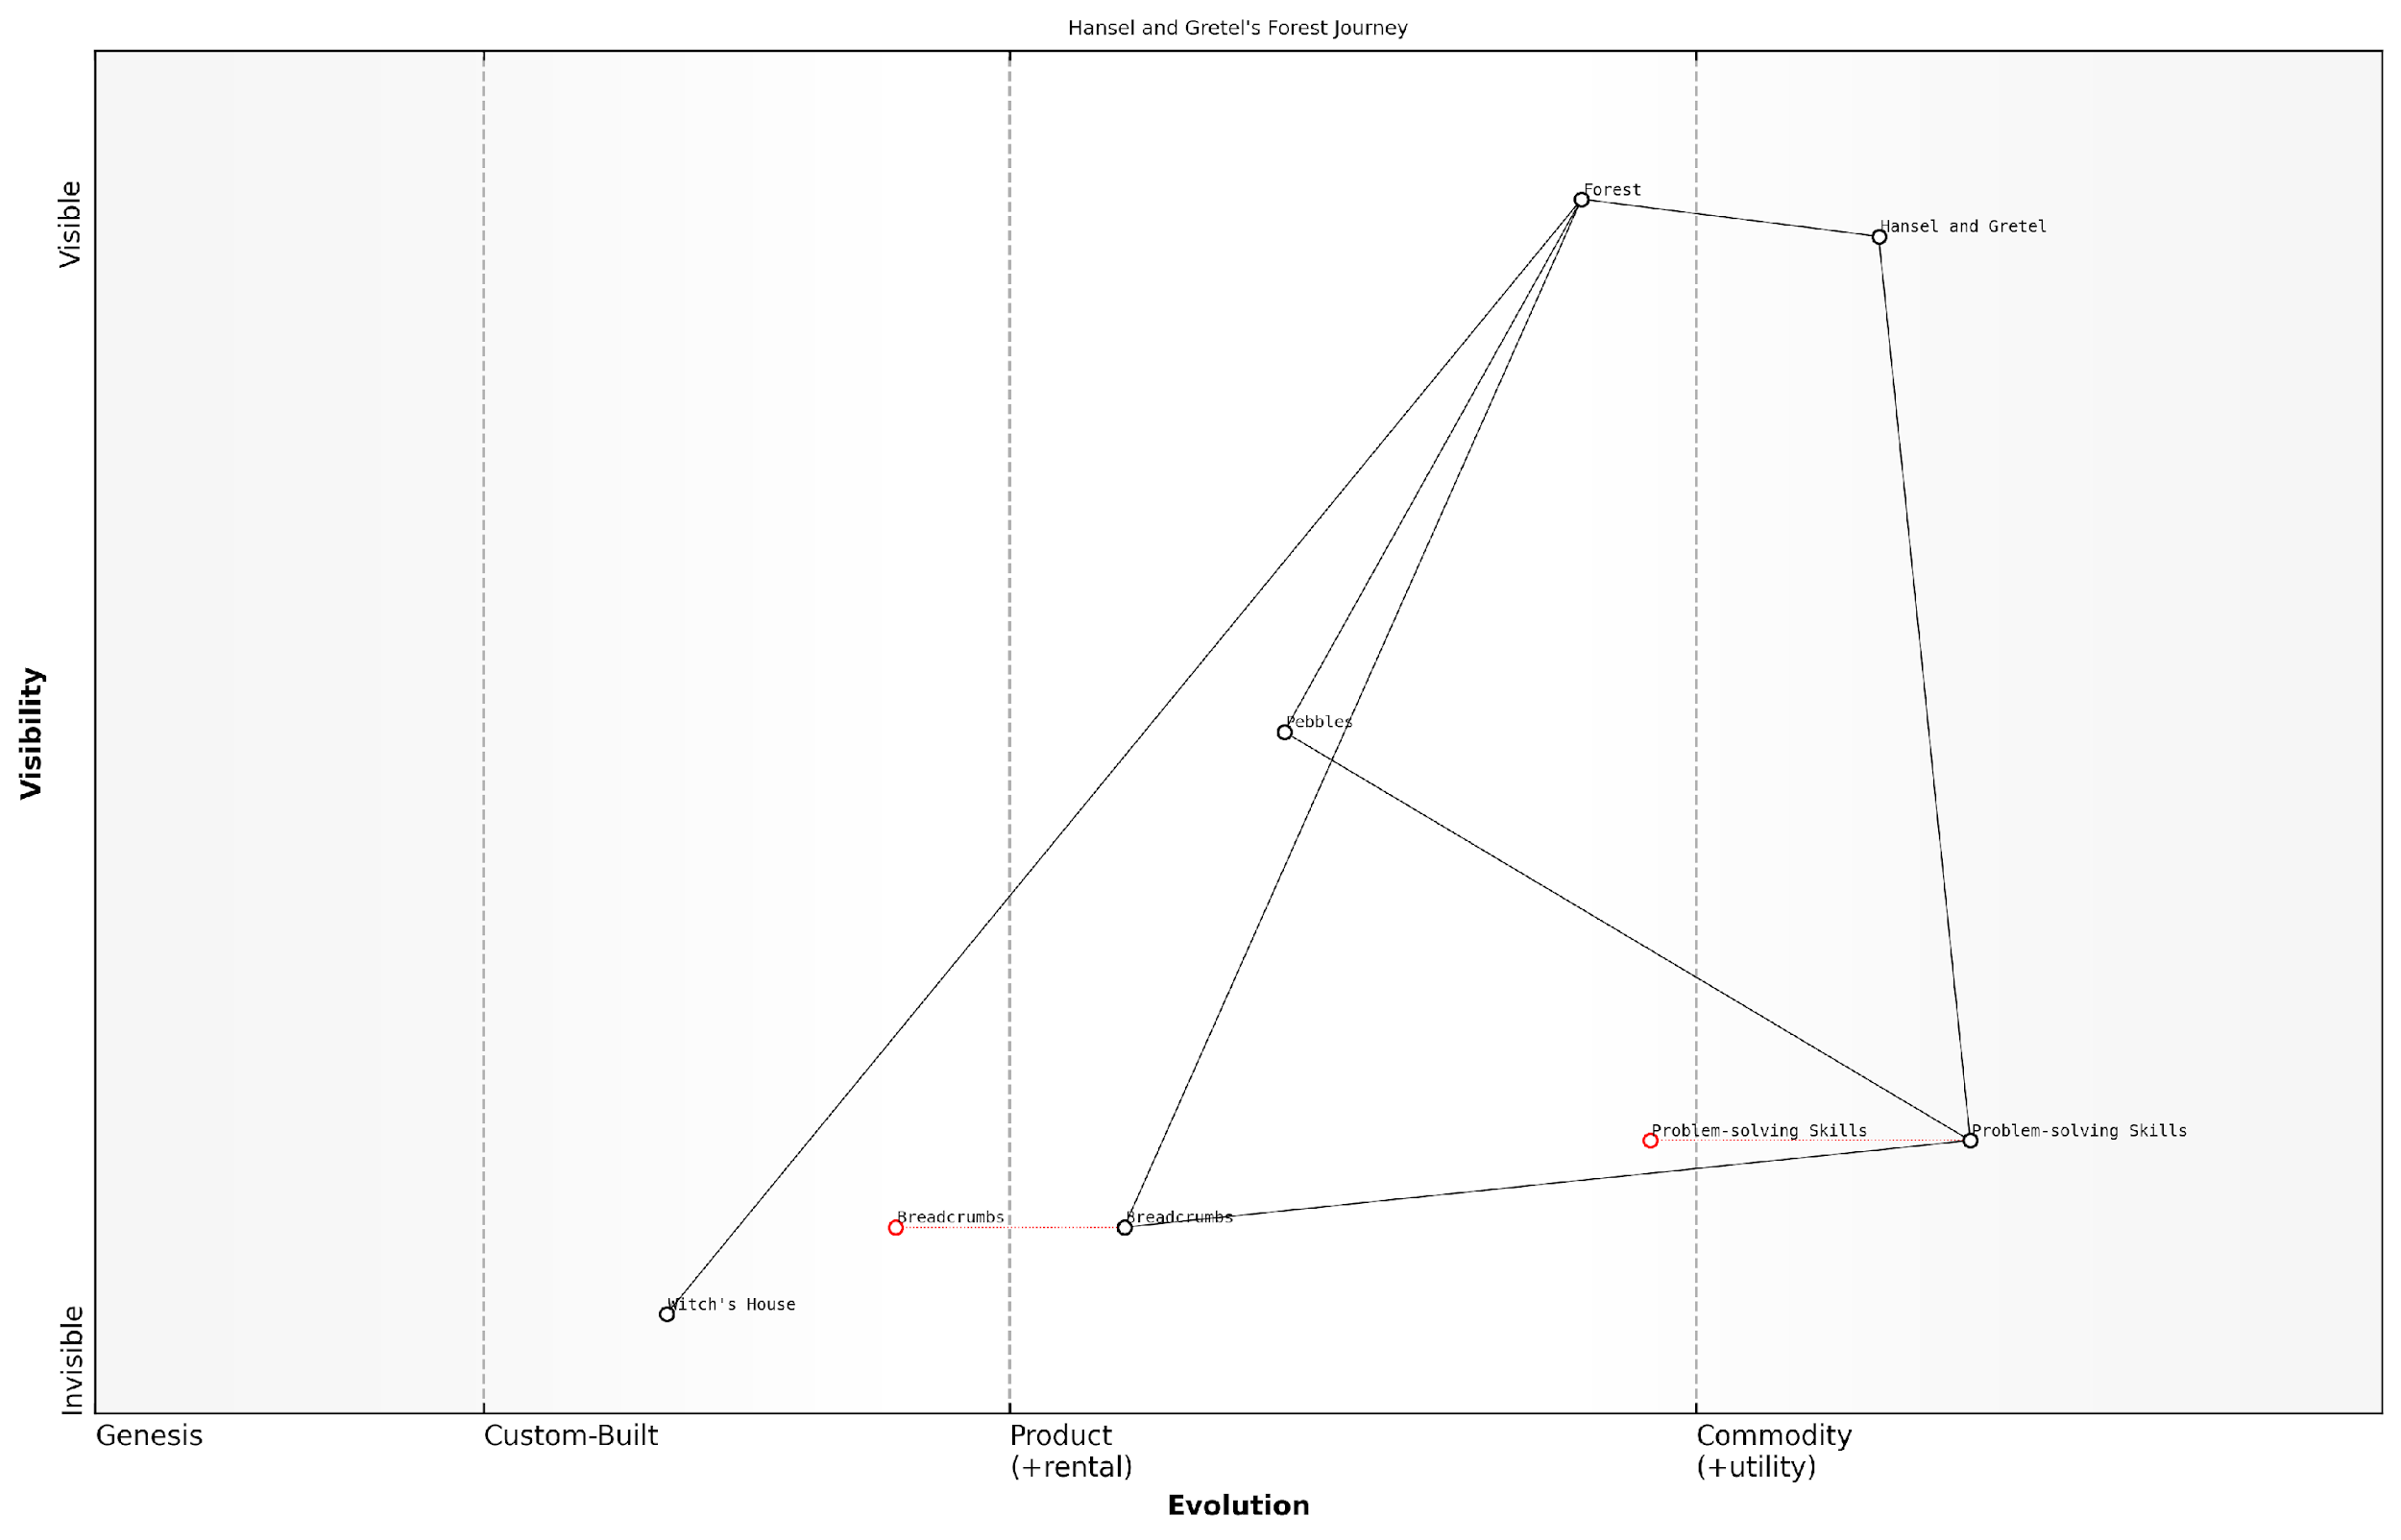 Hansel and Gretel's Forest Journey
Visible
Forest
Hansel and Gretel
Visibility
Pebbles
Problem-solving Skills
Problem-solving Skills
Breadcrumbs
Breadcrumbs
Witch's House
Invisible
Genesis
Custom-Built
Product
(+rental)
Commodity
(+utility)
Evolution